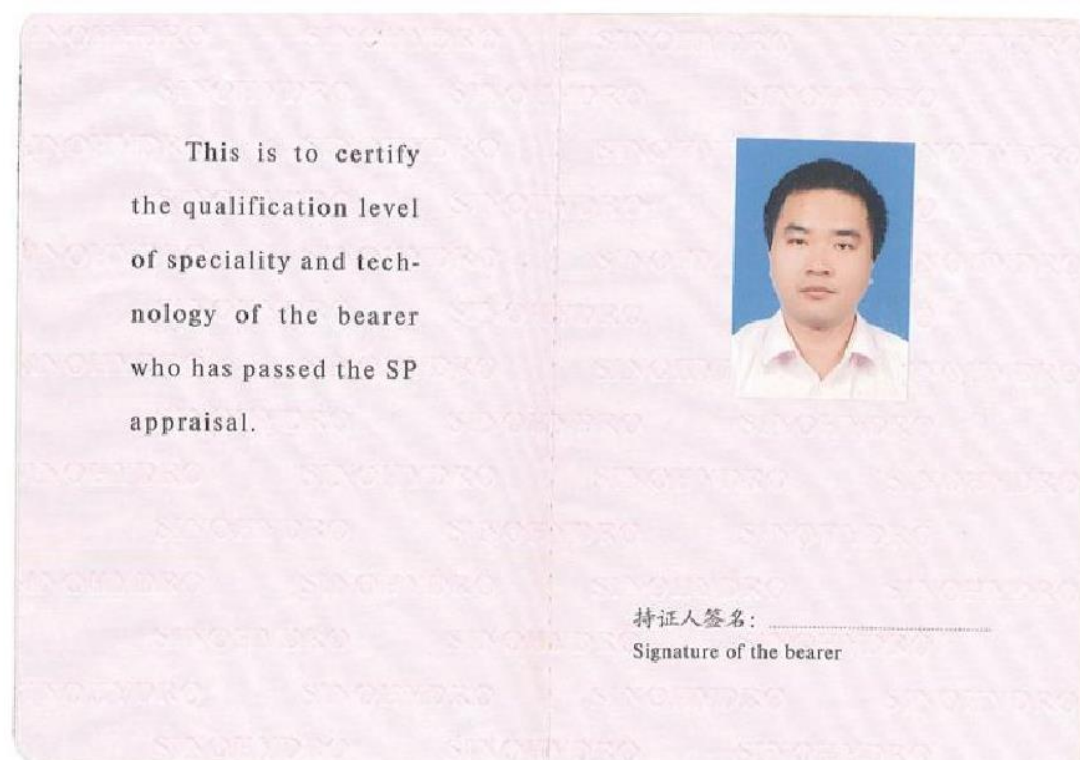 This is to certify
the qualification level
of speciality and tech-
nology of the bearer
who has passed the SP
appraisal.
持证人签名:
Signature of the bearer